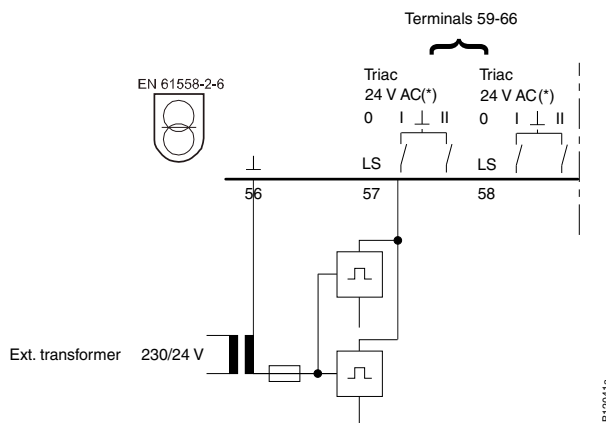 Terminals 59-66
EN 61558-2-6
Triac
24 V AC(*)
0 I ⊥ II
Triac
24 V AC(*)
0 I ⊥ II
LS
LS
56 57 58
Ext. transformer 230/24 V